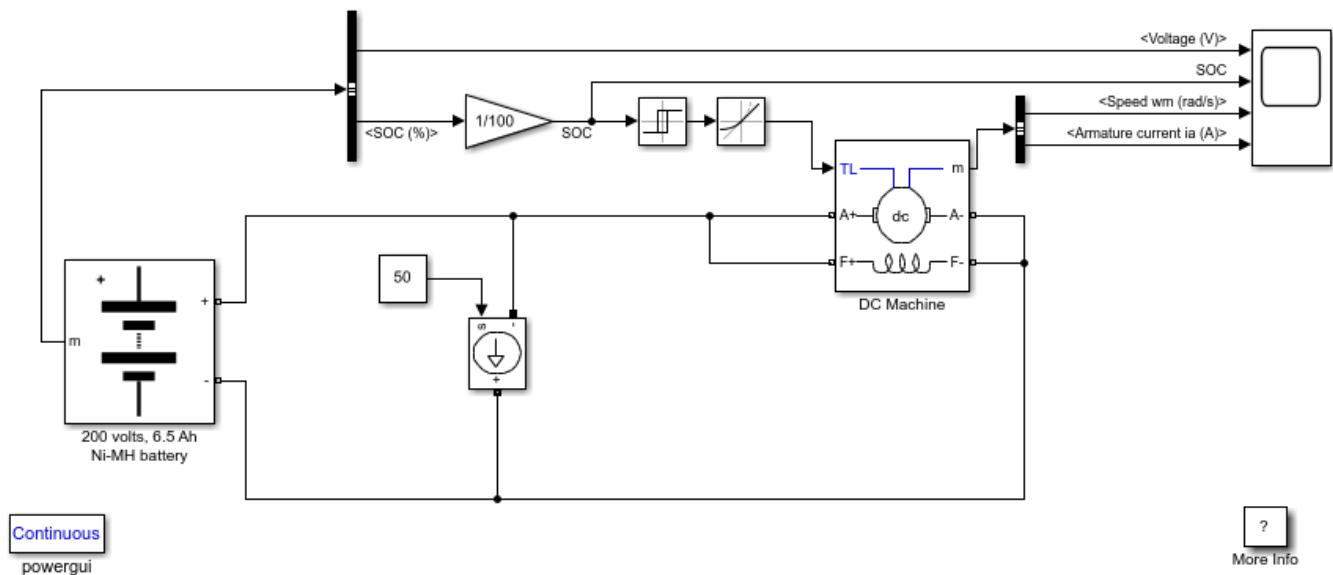 <Voltage (V)>
SOC
<SOC (%)>
1/100
SOC
<Speed wm (rad/s)>
<Armature current ia (A)>
TL
m
A+
dc
A-
F+
F-
DC Machine
50
s
-
+
+
+
m
-
200 volts, 6.5 Ah
Ni-MH battery
Continuous
powergui
?
More Info